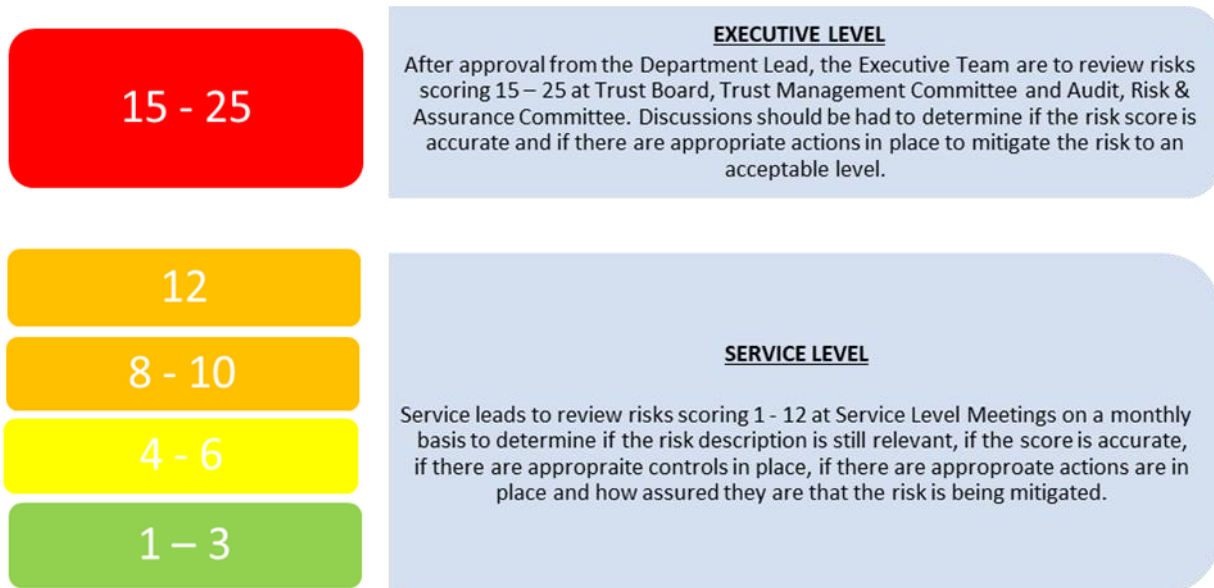 15 - 25
EXECUTIVE LEVEL
After approval from the Department Lead, the Executive Team are to review risks
scoring 15 – 25 at Trust Board, Trust Management Committee and Audit, Risk &
Assurance Committee. Discussions should be had to determine if the risk score is
accurate and if there are appropriate actions in place to mitigate the risk to an
acceptable level.
12
8 - 10
4 - 6
1 – 3
SERVICE LEVEL
Service leads to review risks scoring 1 - 12 at Service Level Meetings on a monthly
basis to determine if the risk description is still relevant, if the score is accurate,
if there are appropraite controls in place, if there are approproate actions are in
place and how assured they are that the risk is being mitigated.